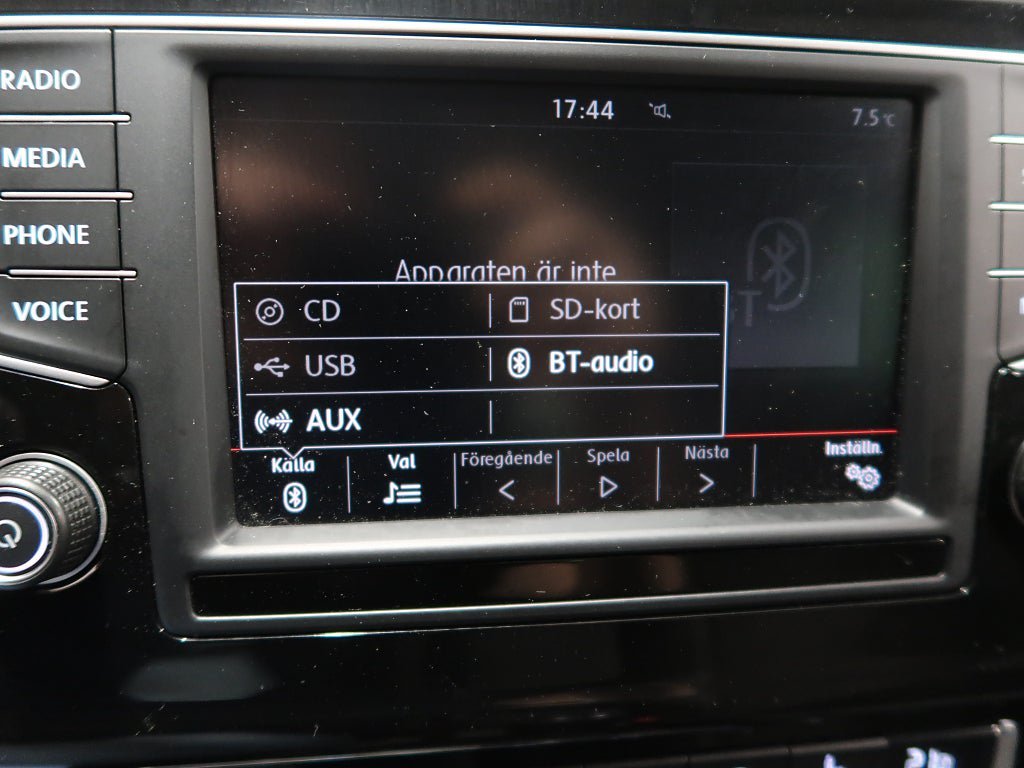 RADIO
MEDIA
PHONE
VOICE
17:44
7.5°C
Apparaten är inte
CD
SD-kort
USB
BT-audio
AUX
Källa
Val
Föregående
Spela
Nästa
Inställn.